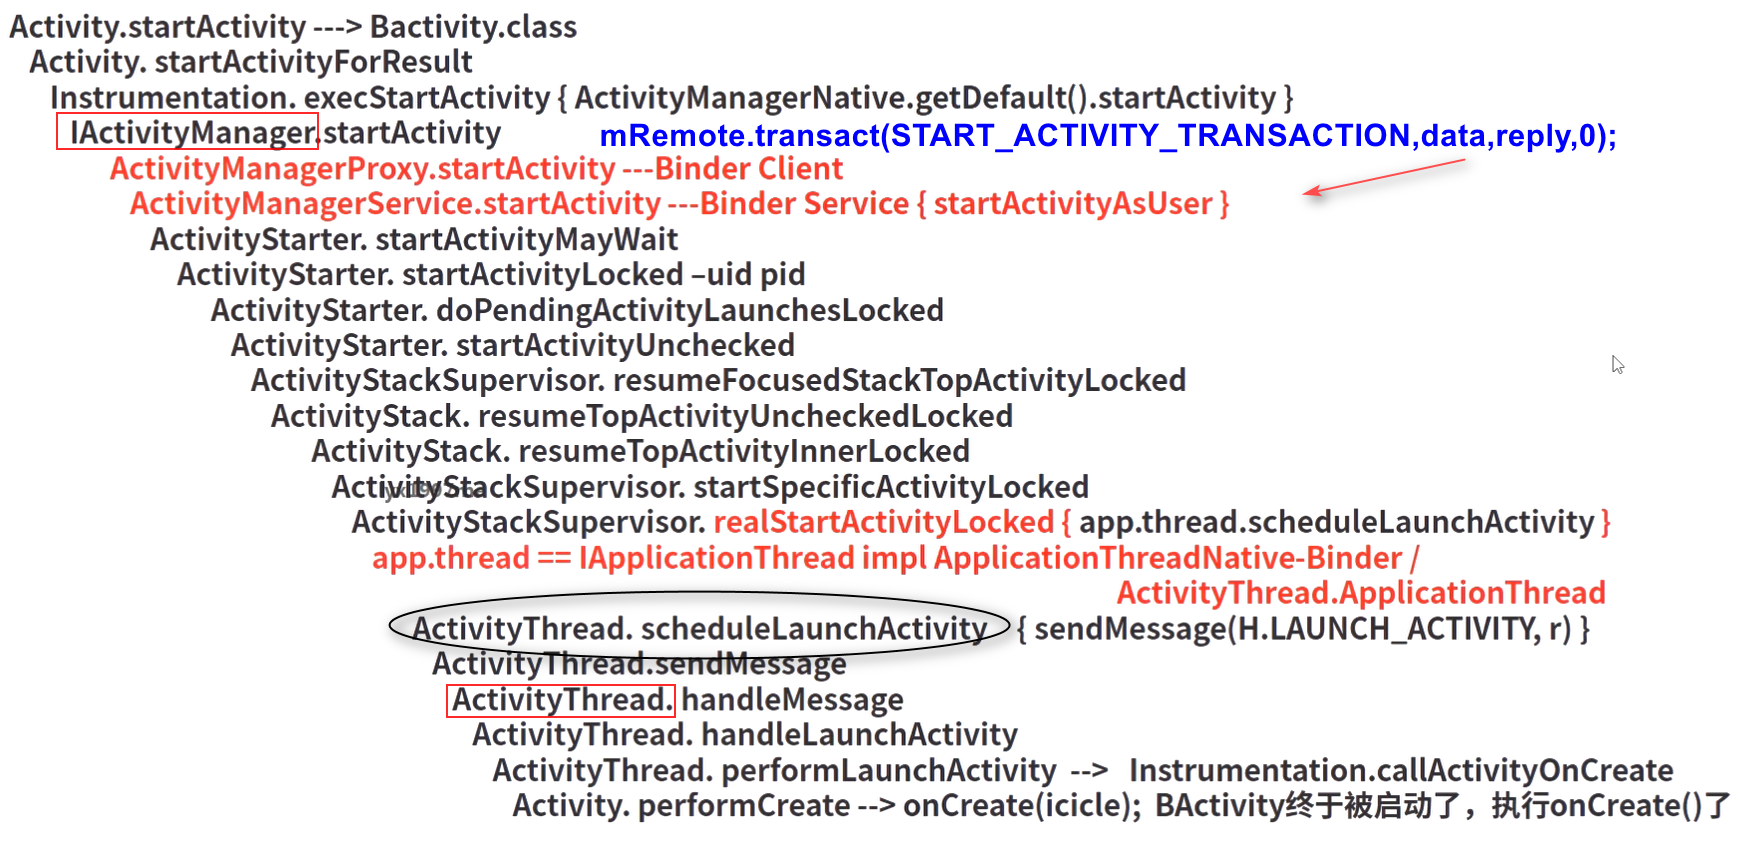 Activity.startActivity ---> Bactivity.class
Activity. startActivityForResult
Instrumentation. execStartActivity { ActivityManagerNative.getDefault().startActivity }
IActivityManager.startActivity mRemote.transact(START_ACTIVITY_TRANSACTION,data,reply,0);
ActivityManagerProxy.startActivity ---Binder Client
ActivityManagerService.startActivity ---Binder Service { startActivityAsUser }
ActivityStarter. startActivityMayWait
ActivityStarter. startActivityLocked –uid pid
ActivityStarter. doPendingActivityLaunchesLocked
ActivityStarter. startActivityUnchecked
ActivityStackSupervisor. resumeFocusedStackTopActivityLocked
ActivityStack. resumeTopActivityUncheckedLocked
ActivityStack. resumeTopActivityInnerLocked
ActivityStackSupervisor. startSpecificActivityLocked
ActivityStackSupervisor. realStartActivityLocked { app.thread.scheduleLaunchActivity }
app.thread == IApplicationThread impl ApplicationThreadNative-Binder /
ActivityThread.ApplicationThread
ActivityThread. scheduleLaunchActivity { sendMessage(H.LAUNCH_ACTIVITY, r) }
ActivityThread.sendMessage
ActivityThread. handleMessage
ActivityThread. handleLaunchActivity
ActivityThread. performLaunchActivity --> Instrumentation.callActivityOnCreate
Activity. performCreate --> onCreate(icicle); BActivity终于被启动了，执行onCreate()了